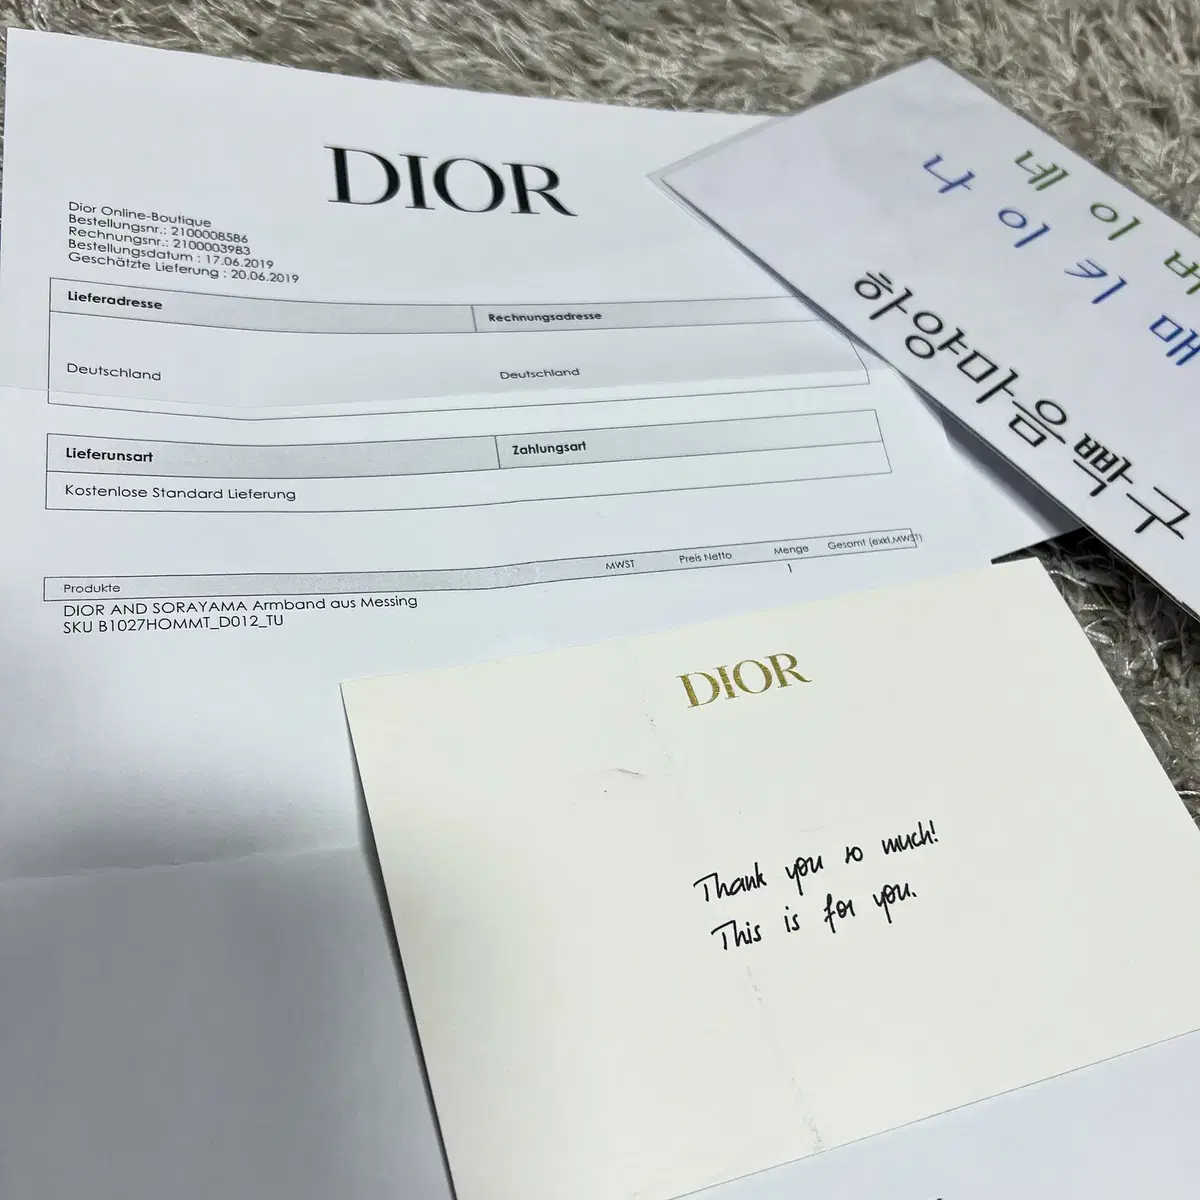 DIOR
Dior Online-Boutique
Bestellungsnr.: 2100008586
Rechnungsnr.: 2100003983
Bestellungsdatum : 17.06.2019
Geschätzte Lieferung : 20.06.2019
Lieferadresse Rechnungsadresse
Deutschland Deutschland
Lieferunsart Zahlungsart
Kostenlose Standard Lieferung
Produkte MWST Preis Netto Menge Gesamt (exkl.MWST)
DIOR AND SORAYAMA Armband aus Messing 1
SKU B1027HOMMT_D012_TU
네이버
나이키매
하양마음빡구
DIOR
Thank you so much!
This is for you.